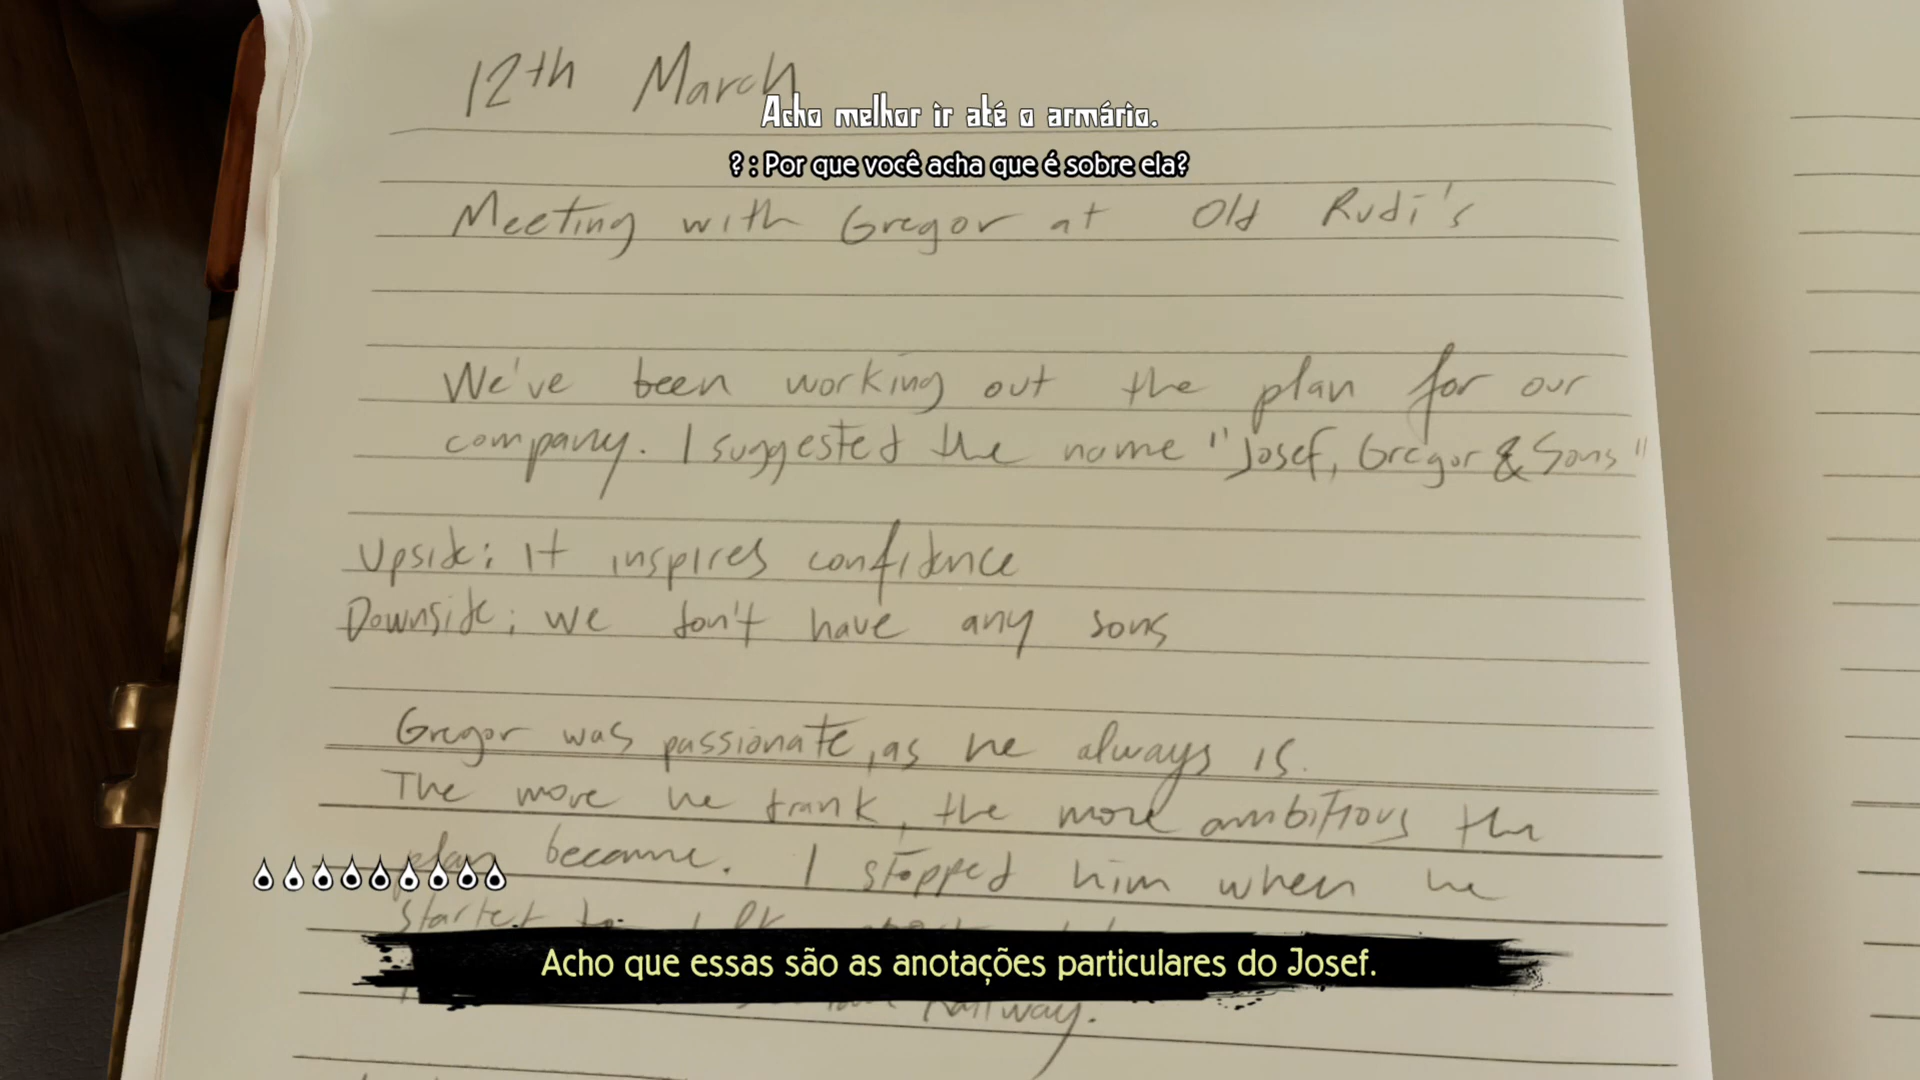 12th March
Acho melhor ir até o armário.
? : Por que você acha que é sobre ela?
Meeting with Gregor at Old Rudi's
We've been working out the plan for our
company. I suggested the name "Josef, Gregor & Sons"
Upside: It inspires confidence
Downside: we don't have any sons
Gregor was passionate, as he always is.
The more he drank, the more ambitious the
plan became. I stopped him when he
started to
Acho que essas são as anotações particulares do Josef.
Railway.